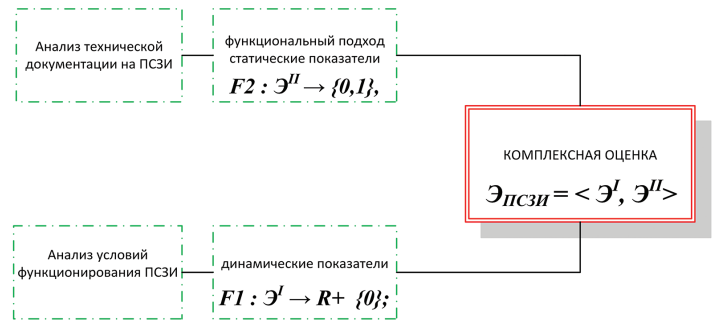 Анализ технической
документации на ПСЗИ
функциональный подход
статические показатели
F2 : Э^II → {0,1},
КОМПЛЕКСНАЯ ОЦЕНКА
Э_ПСЗИ = < Э^I, Э^II>
Анализ условий
функционирования ПСЗИ
динамические показатели
F1 : Э^I → R+ {0};